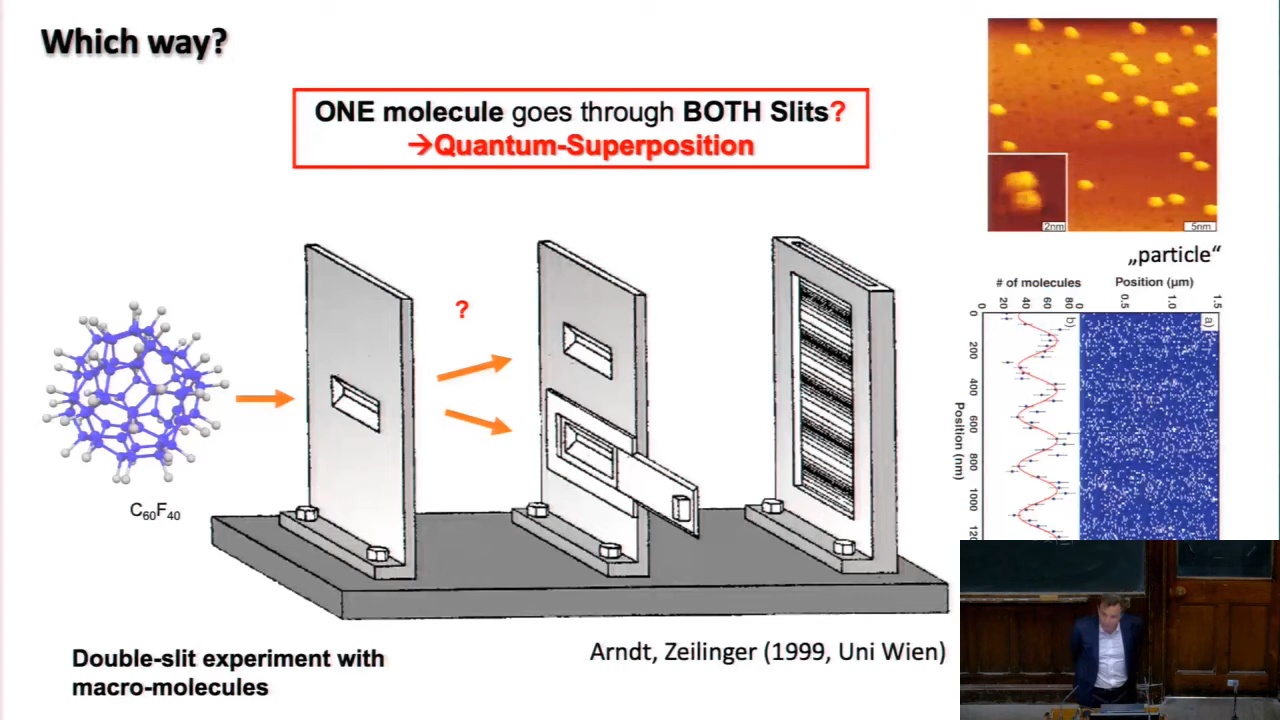 Which way?
ONE molecule goes through BOTH Slits?
→Quantum-Superposition
2nm
5nm
„particle“
# of molecules
Position (µm)
0 20 40 60 80
0 0.5 1.0 1.5
b)
a)
0 200 400 600 800 1000
Position (nm)
?
C60F40
Double-slit experiment with
macro-molecules
Arndt, Zeilinger (1999, Uni Wien)